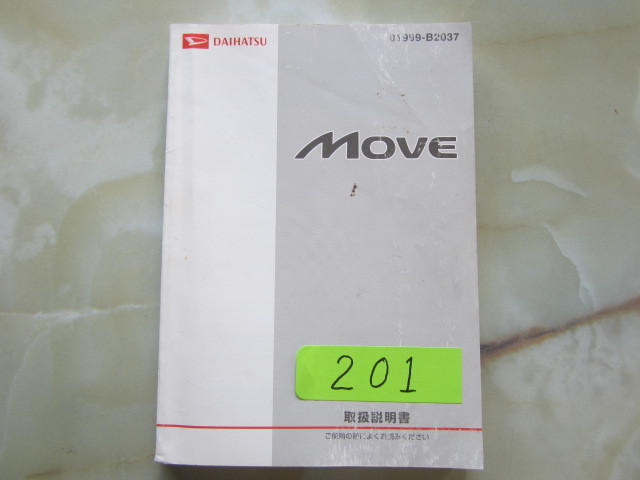 DAIHATSU
01999-B2037
MOVE
201
取扱説明書
ご使用の前によくお読みください